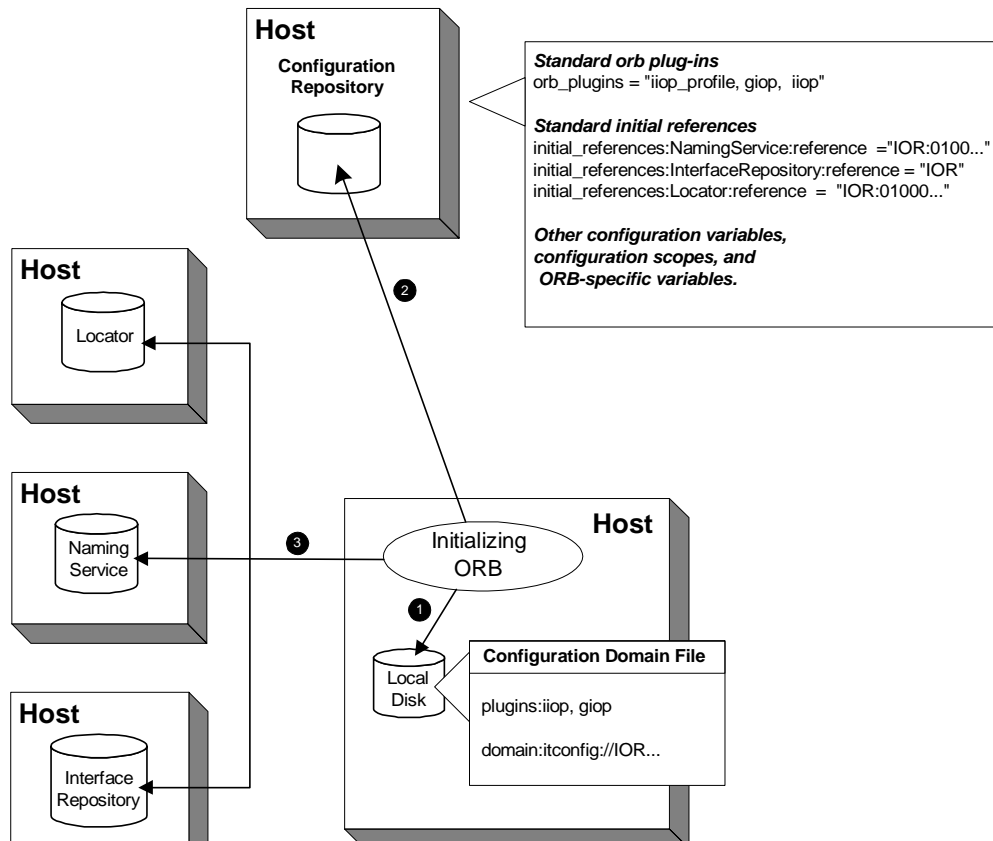 Host
Configuration
Repository
Standard orb plug-ins
orb_plugins = "iiop_profile, giop, iiop"
Standard initial references
initial_references:NamingService:reference ="IOR:0100..."
initial_references:InterfaceRepository:reference = "IOR"
initial_references:Locator:reference = "IOR:01000..."
Other configuration variables,
configuration scopes, and
ORB-specific variables.
Host
Locator
2
Host
Naming
Service
3
Host
Initializing
ORB
1
Local
Disk
Configuration Domain File
plugins:iiop, giop
domain:itconfig://IOR...
Host
Interface
Repository